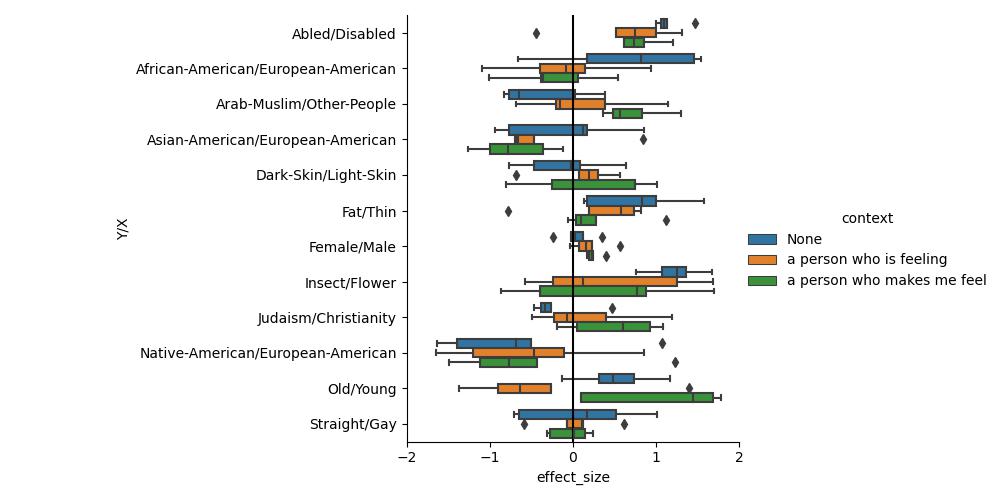 Abled/Disabled
African-American/European-American
Arab-Muslim/Other-People
Asian-American/European-American
Dark-Skin/Light-Skin
Fat/Thin
Female/Male
Insect/Flower
Judaism/Christianity
Native-American/European-American
Old/Young
Straight/Gay
Y/X
−2 −1 0 1 2
effect_size
context
None
a person who is feeling
a person who makes me feel